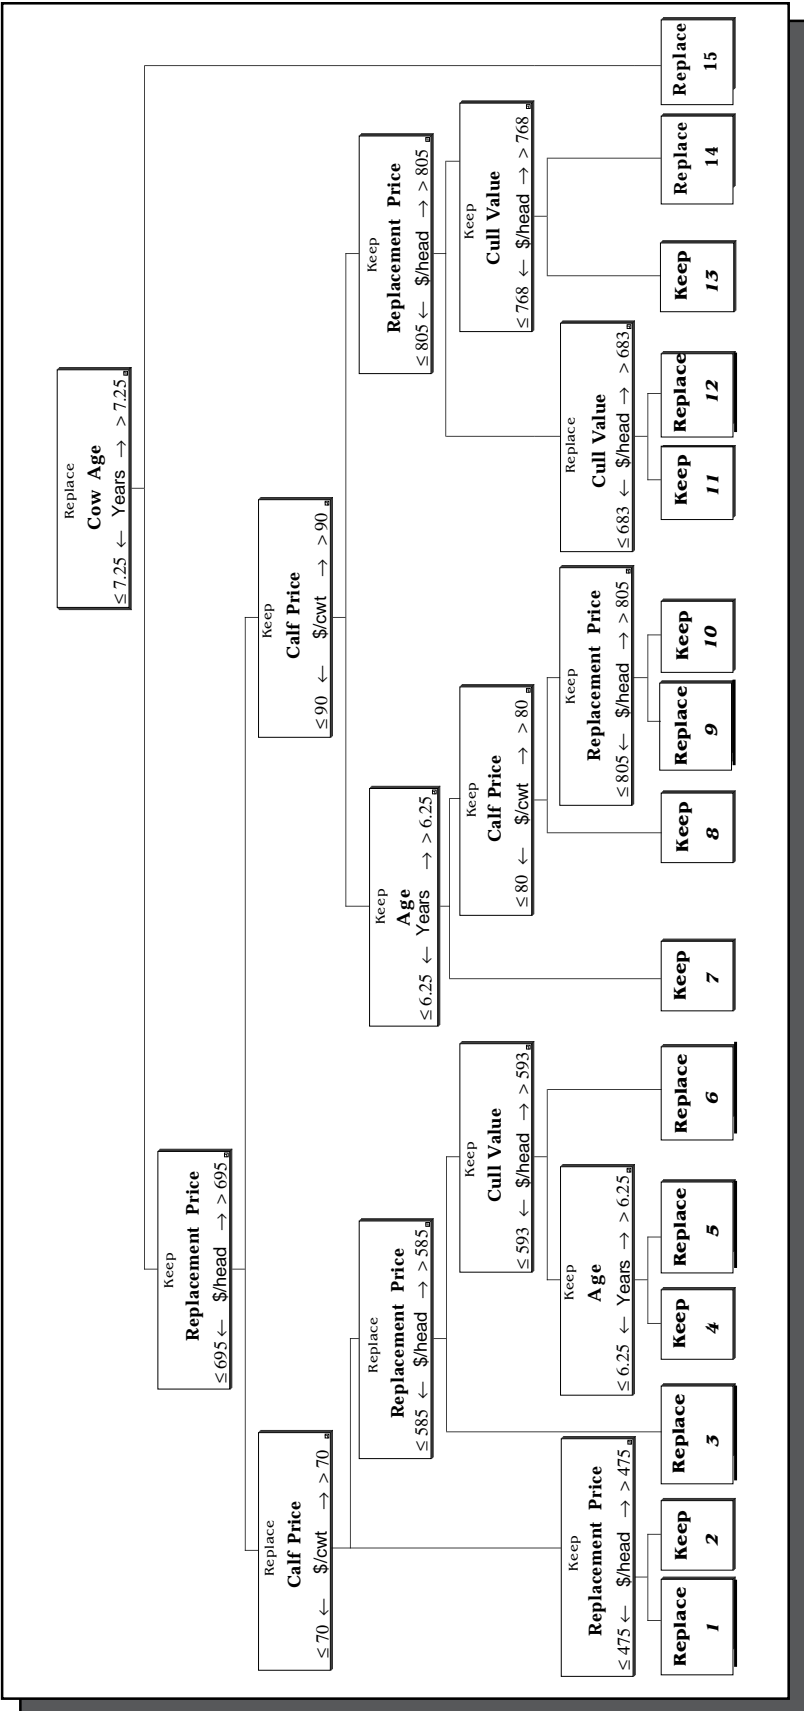 Replace
Cow Age
≤ 7.25 ← Years → > 7.25
Keep
Replacement Price
≤ 695 ← $/head → > 695
Replace
Calf Price
≤ 70 ← $/cwt → > 70
Keep
Calf Price
≤ 90 ← $/cwt → > 90
Replace
Replacement Price
≤ 585 ← $/head → > 585
Keep
Age
≤ 6.25 ← Years → > 6.25
Keep
Replacement Price
≤ 805 ← $/head → > 805
Keep
Cull Value
≤ 593 ← $/head → > 593
Keep
Calf Price
≤ 80 ← $/cwt → > 80
Keep
Cull Value
≤ 768 ← $/head → > 768
Keep
Replacement Price
≤ 475 ← $/head → > 475
Keep
Age
≤ 6.25 ← Years → > 6.25
Keep
Replacement Price
≤ 805 ← $/head → > 805
Replace
Cull Value
≤ 683 ← $/head → > 683
Replace
1
Keep
2
Replace
3
Keep
4
Replace
5
Replace
6
Keep
7
Keep
8
Replace
9
Keep
10
Keep
11
Replace
12
Keep
13
Replace
14
Replace
15